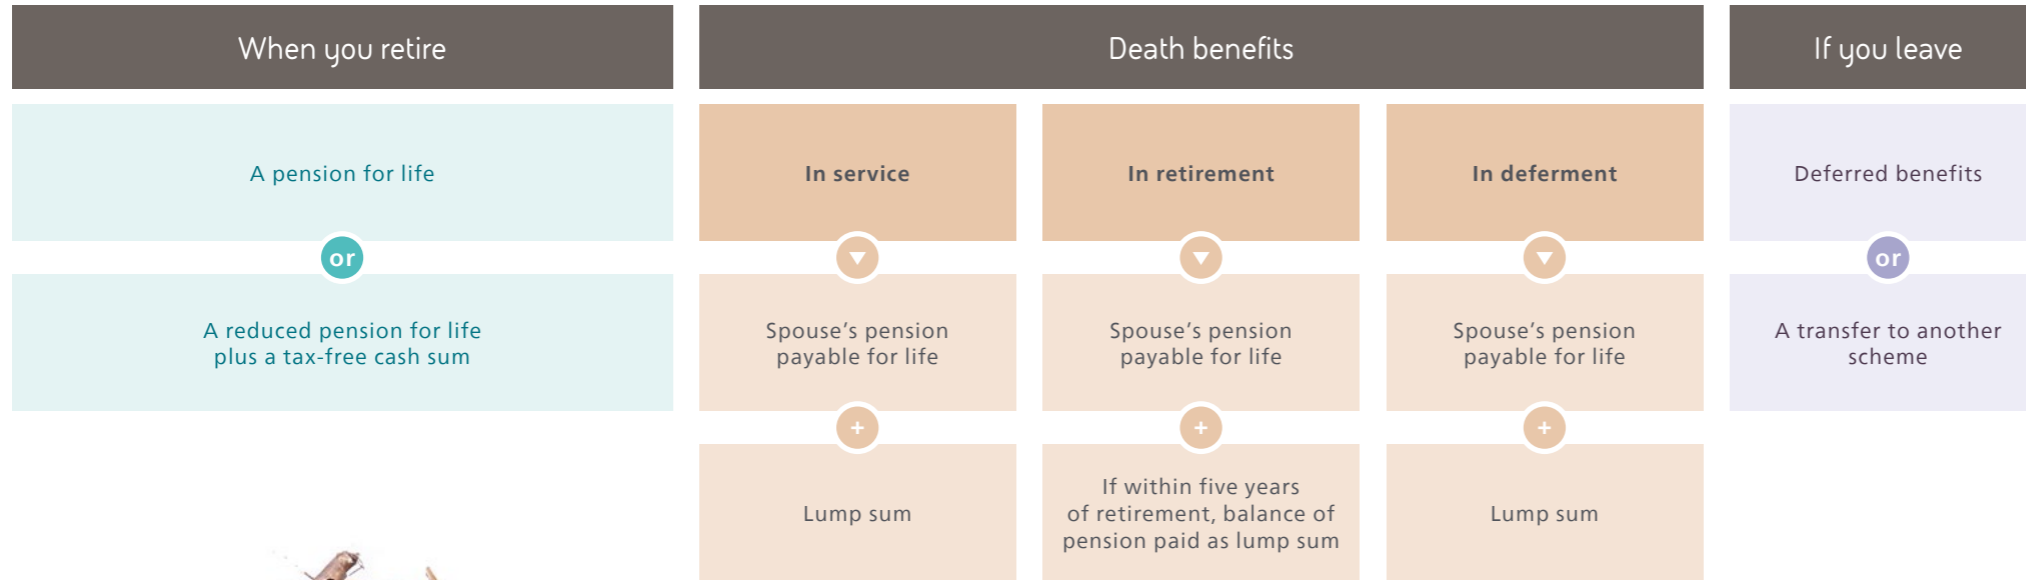 When you retire
A pension for life
or
A reduced pension for life
plus a tax-free cash sum
Death benefits
In service
Spouse's pension
payable for life
+
Lump sum
In retirement
Spouse's pension
payable for life
+
If within five years
of retirement, balance of
pension paid as lump sum
In deferment
Spouse's pension
payable for life
+
Lump sum
If you leave
Deferred benefits
or
A transfer to another
scheme